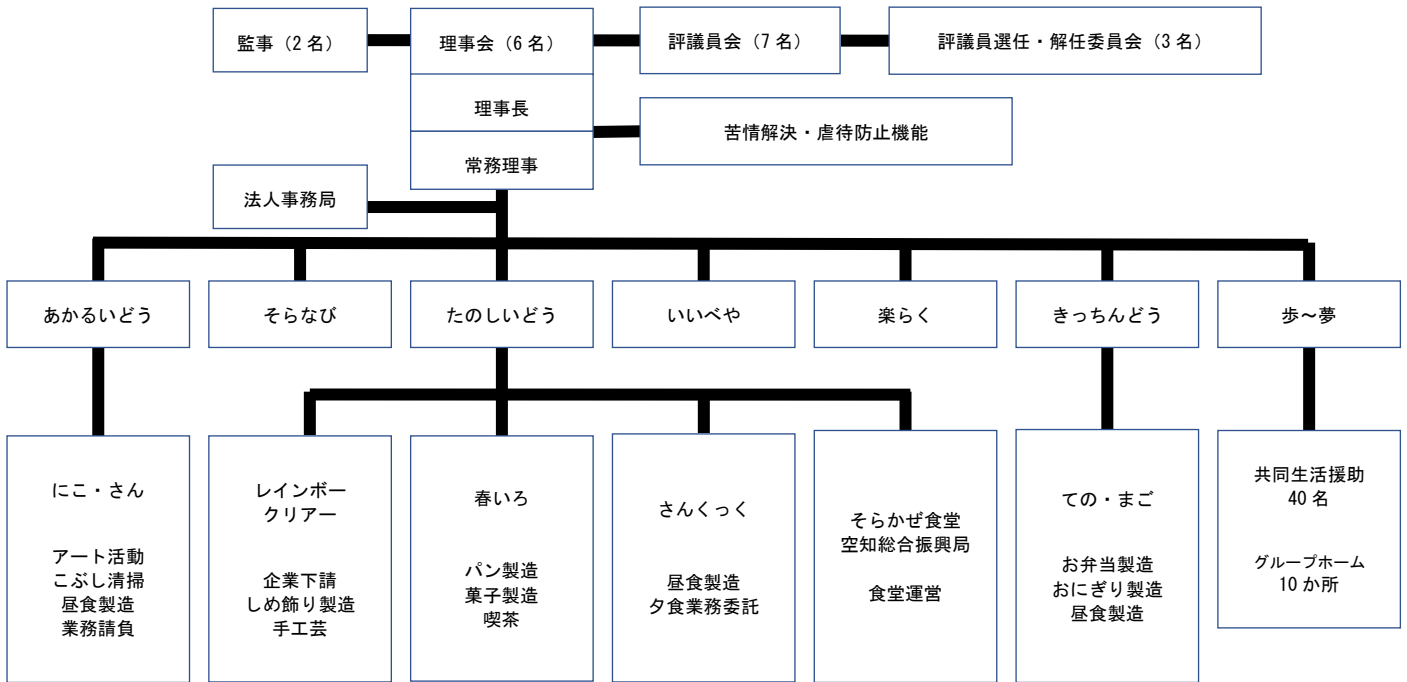 監事（2名）
理事会（6名）
評議員会（7名）
評議員選任・解任委員会（3名）
理事長
苦情解決・虐待防止機能
常務理事
法人事務局
あかるいどう
そらなび
たのしいどう
いいべや
楽らく
きっちんどう
歩～夢
にこ・さん
アート活動
こぶし清掃
昼食製造
業務請負
レインボー
クリアー
企業下請
しめ飾り製造
手工芸
春いろ
パン製造
菓子製造
喫茶
さんくっく
昼食製造
夕食業務委託
そらかぜ食堂
空知総合振興局
食堂運営
ての・まご
お弁当製造
おにぎり製造
昼食製造
共同生活援助
40名
グループホーム
10か所